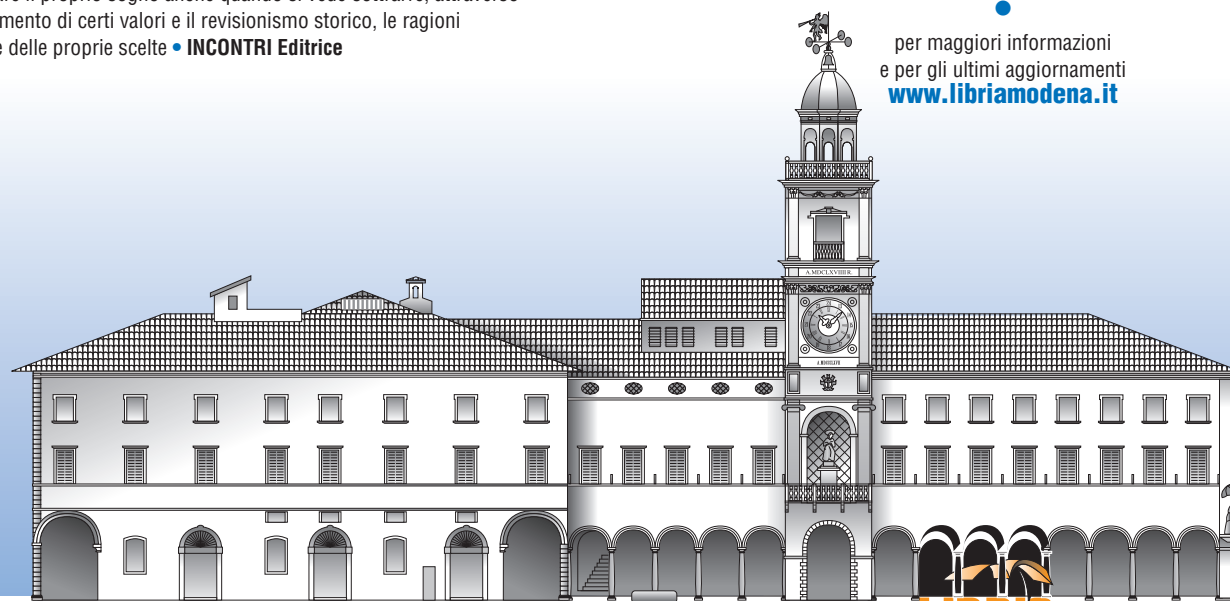 mento di certi valori e il revisionismo storico, le ragioni
e delle proprie scelte • INCONTRI Editrice
per maggiori informazioni
e per gli ultimi aggiornamenti
www.libriamodena.it
A.MDCLXVIIII R.